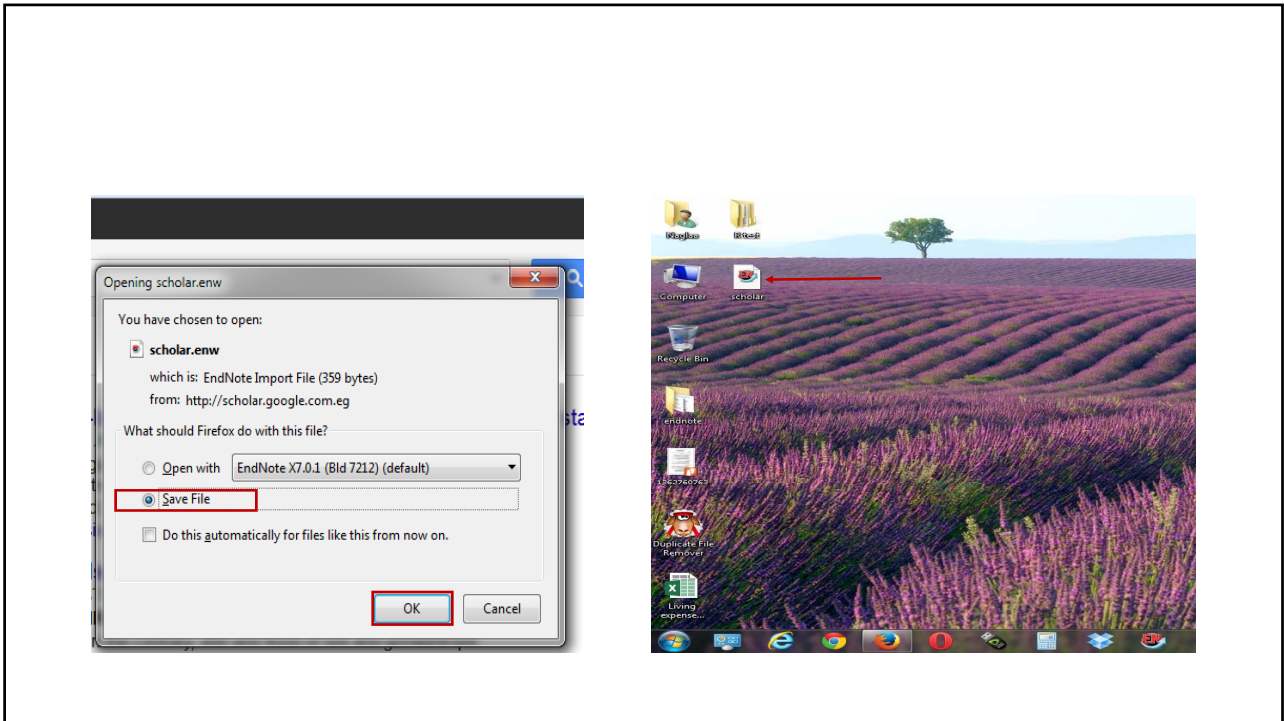 Opening scholar.enw
You have chosen to open:
scholar.enw
which is: EndNote Import File (359 bytes)
from: http://scholar.google.com.eg
What should Firefox do with this file?
Open with EndNote X7.0.1 (Bld 7212) (default)
Save File
Do this automatically for files like this from now on.
OK Cancel
Naglaa R test
Computer scholar
Recycle Bin
endnote
1362760763
Duplicate File
Remover
Living
expense...